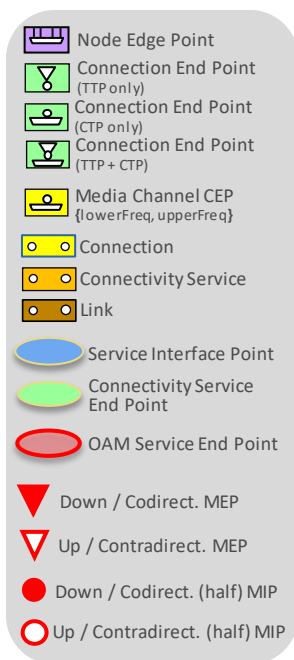 Node Edge Point
Connection End Point
(TTP only)
Connection End Point
(CTP only)
Connection End Point
(TTP + CTP)
Media Channel CEP
{lowerFreq, upperFreq}
Connection
Connectivity Service
Link
Service Interface Point
Connectivity Service
End Point
OAM Service End Point
Down / Codirect. MEP
Up / Contradirect. MEP
Down / Codirect. (half) MIP
Up / Contradirect. (half) MIP